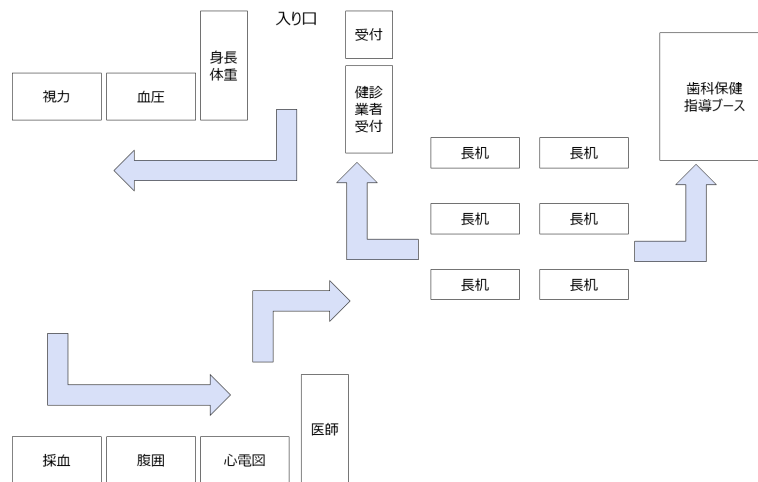 入り口
受付
身長
体重
視力
血圧
健診
業者
受付
歯科保健
指導ブース
長机
長机
長机
長机
長机
長机
採血
腹囲
心電図
医師